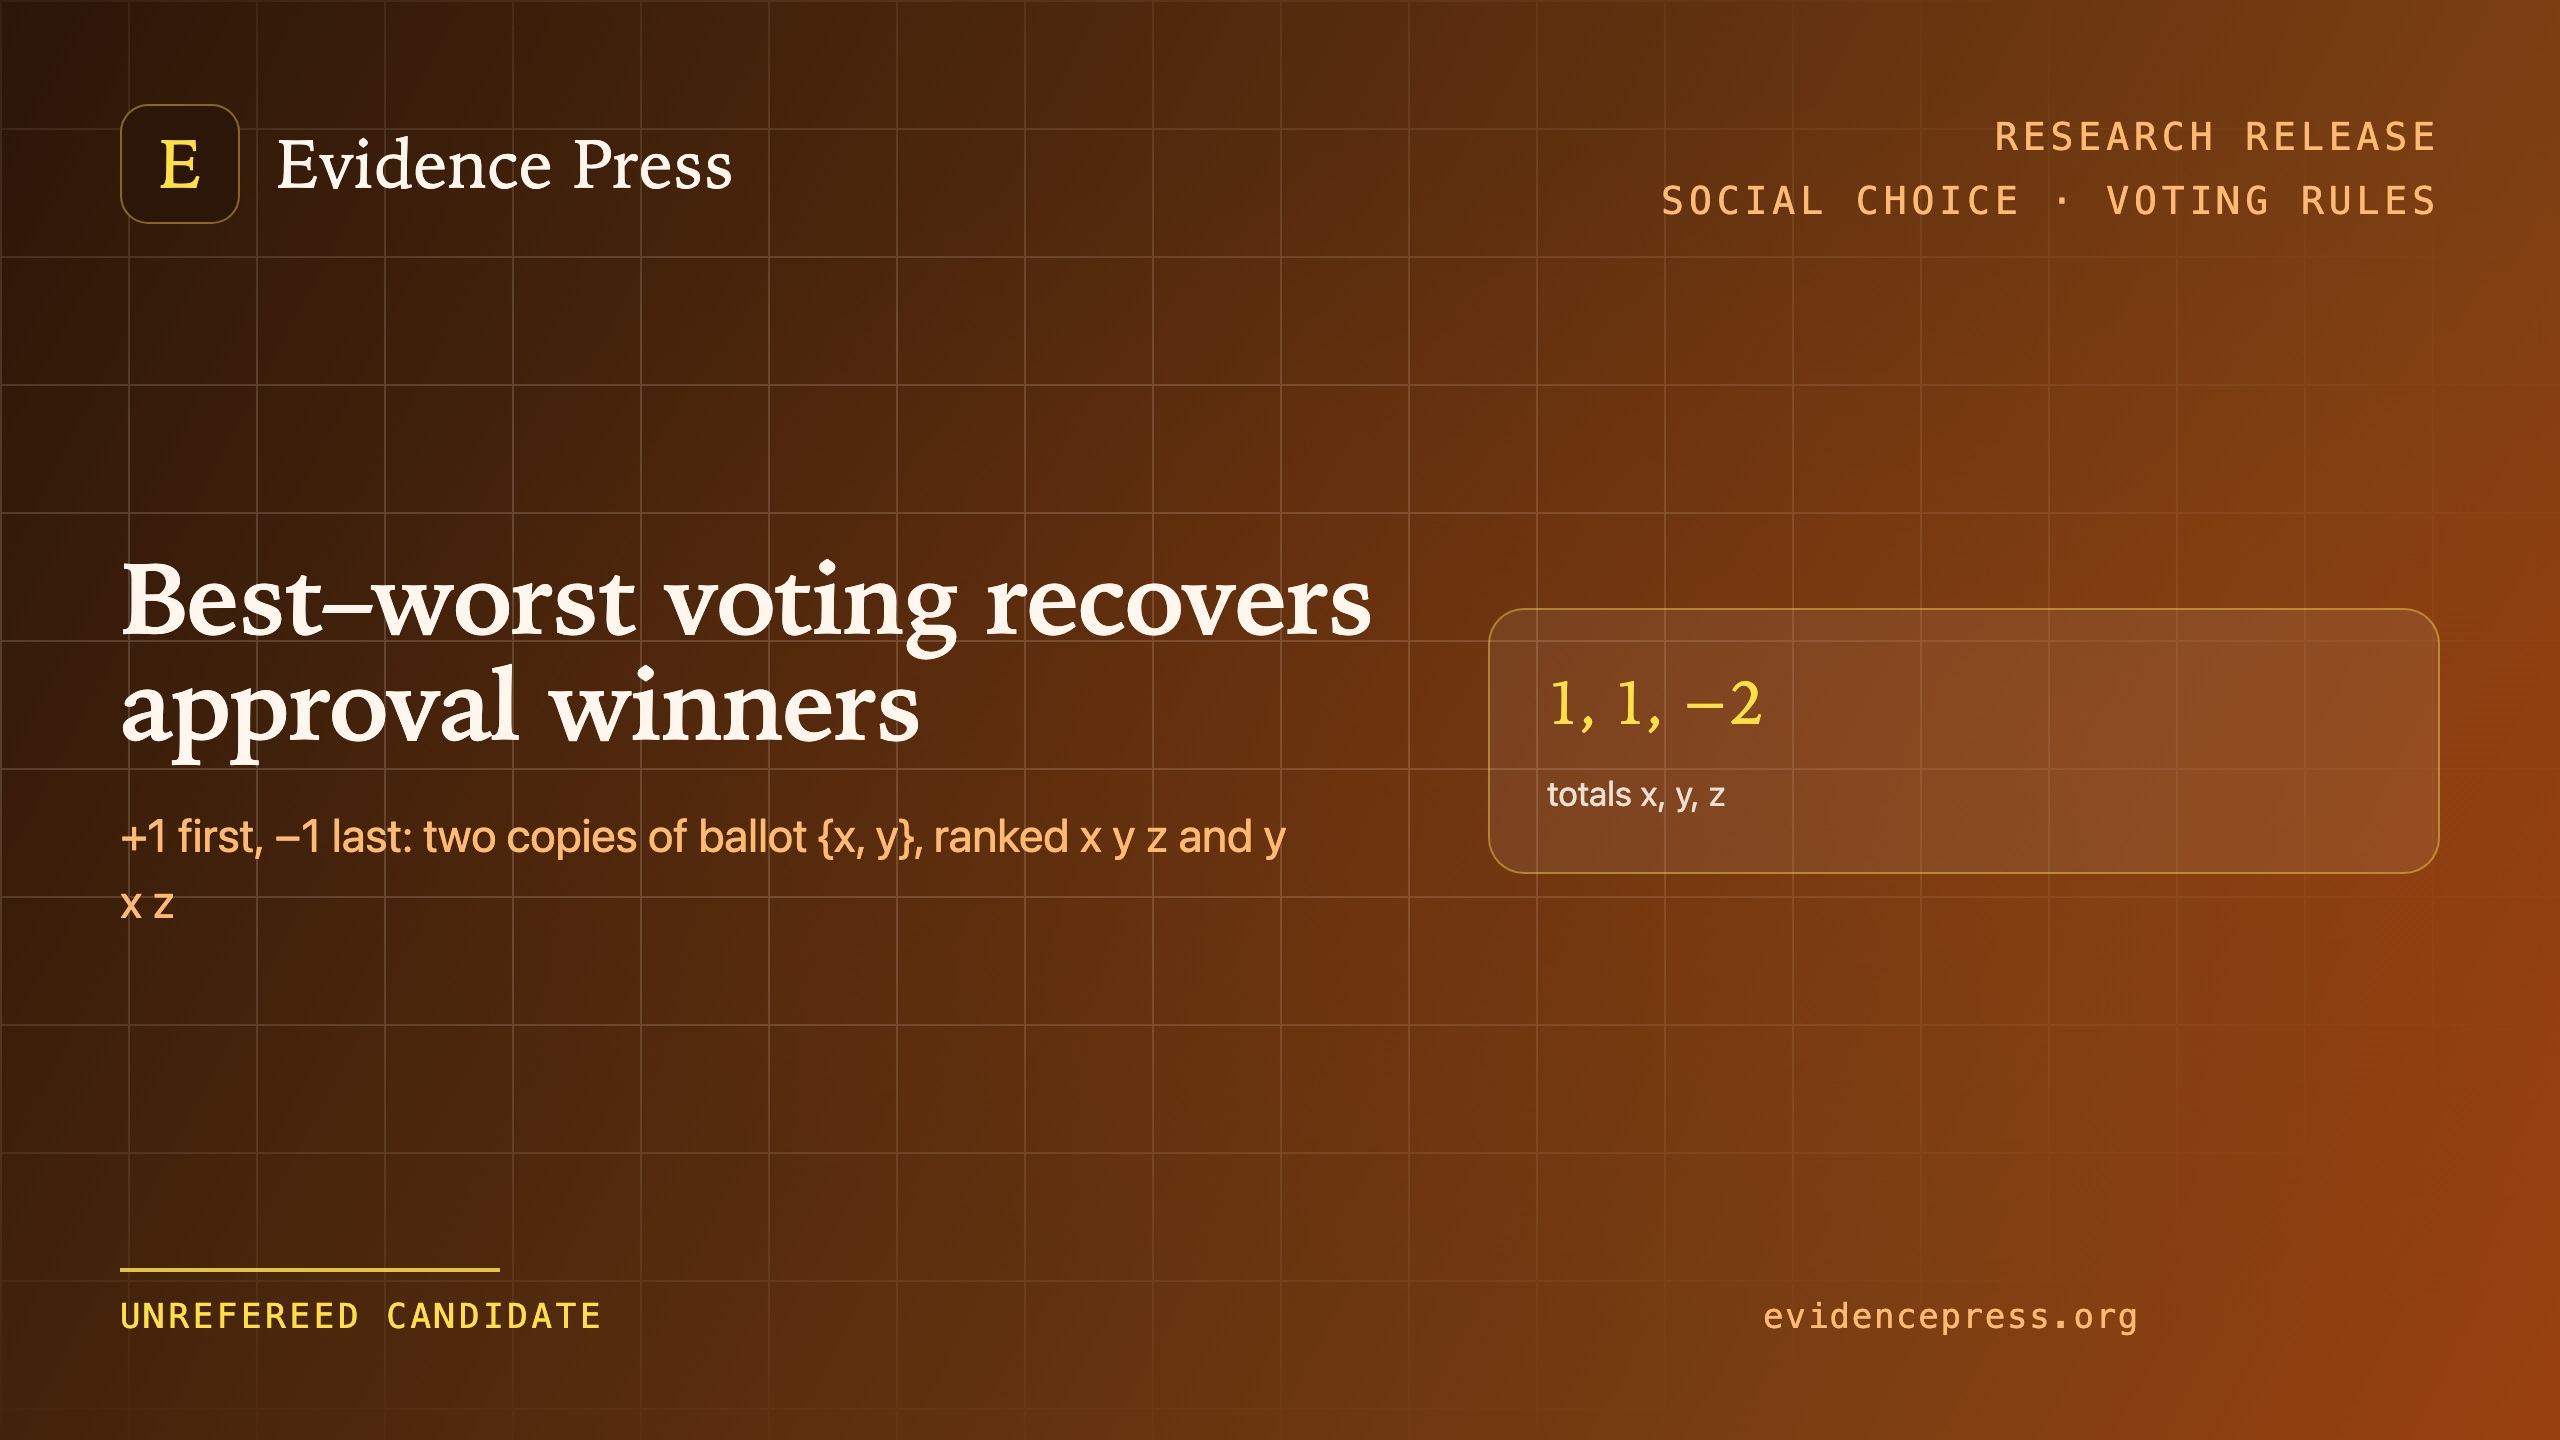 E
Evidence Press
RESEARCH RELEASE
SOCIAL CHOICE · VOTING RULES
Best–worst voting recovers
approval winners
+1 first, −1 last: two copies of ballot {x, y}, ranked x y z and y
x z
1, 1, −2
totals x, y, z
UNREFEREED CANDIDATE
evidencepress.org